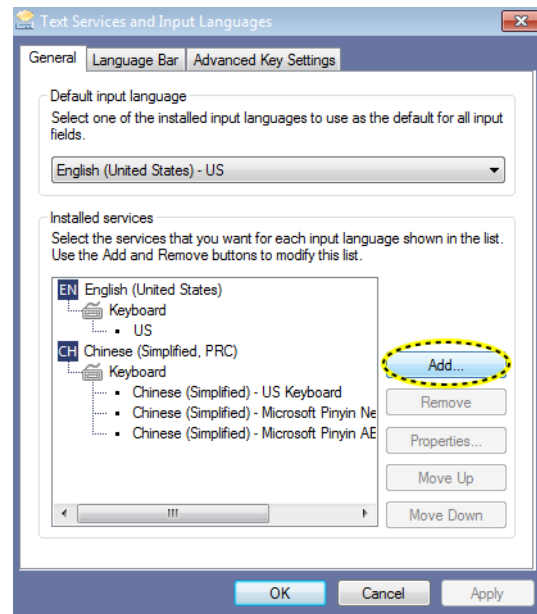 Text Services and Input Languages
General Language Bar Advanced Key Settings
Default input language
Select one of the installed input languages to use as the default for all input
fields.
English (United States) - US
Installed services
Select the services that you want for each input language shown in the list.
Use the Add and Remove buttons to modify this list.
EN English (United States)
Keyboard
US
CH Chinese (Simplified, PRC)
Keyboard
Chinese (Simplified) - US Keyboard
Chinese (Simplified) - Microsoft Pinyin Ne
Chinese (Simplified) - Microsoft Pinyin AB
Add...
Remove
Properties...
Move Up
Move Down
OK Cancel Apply